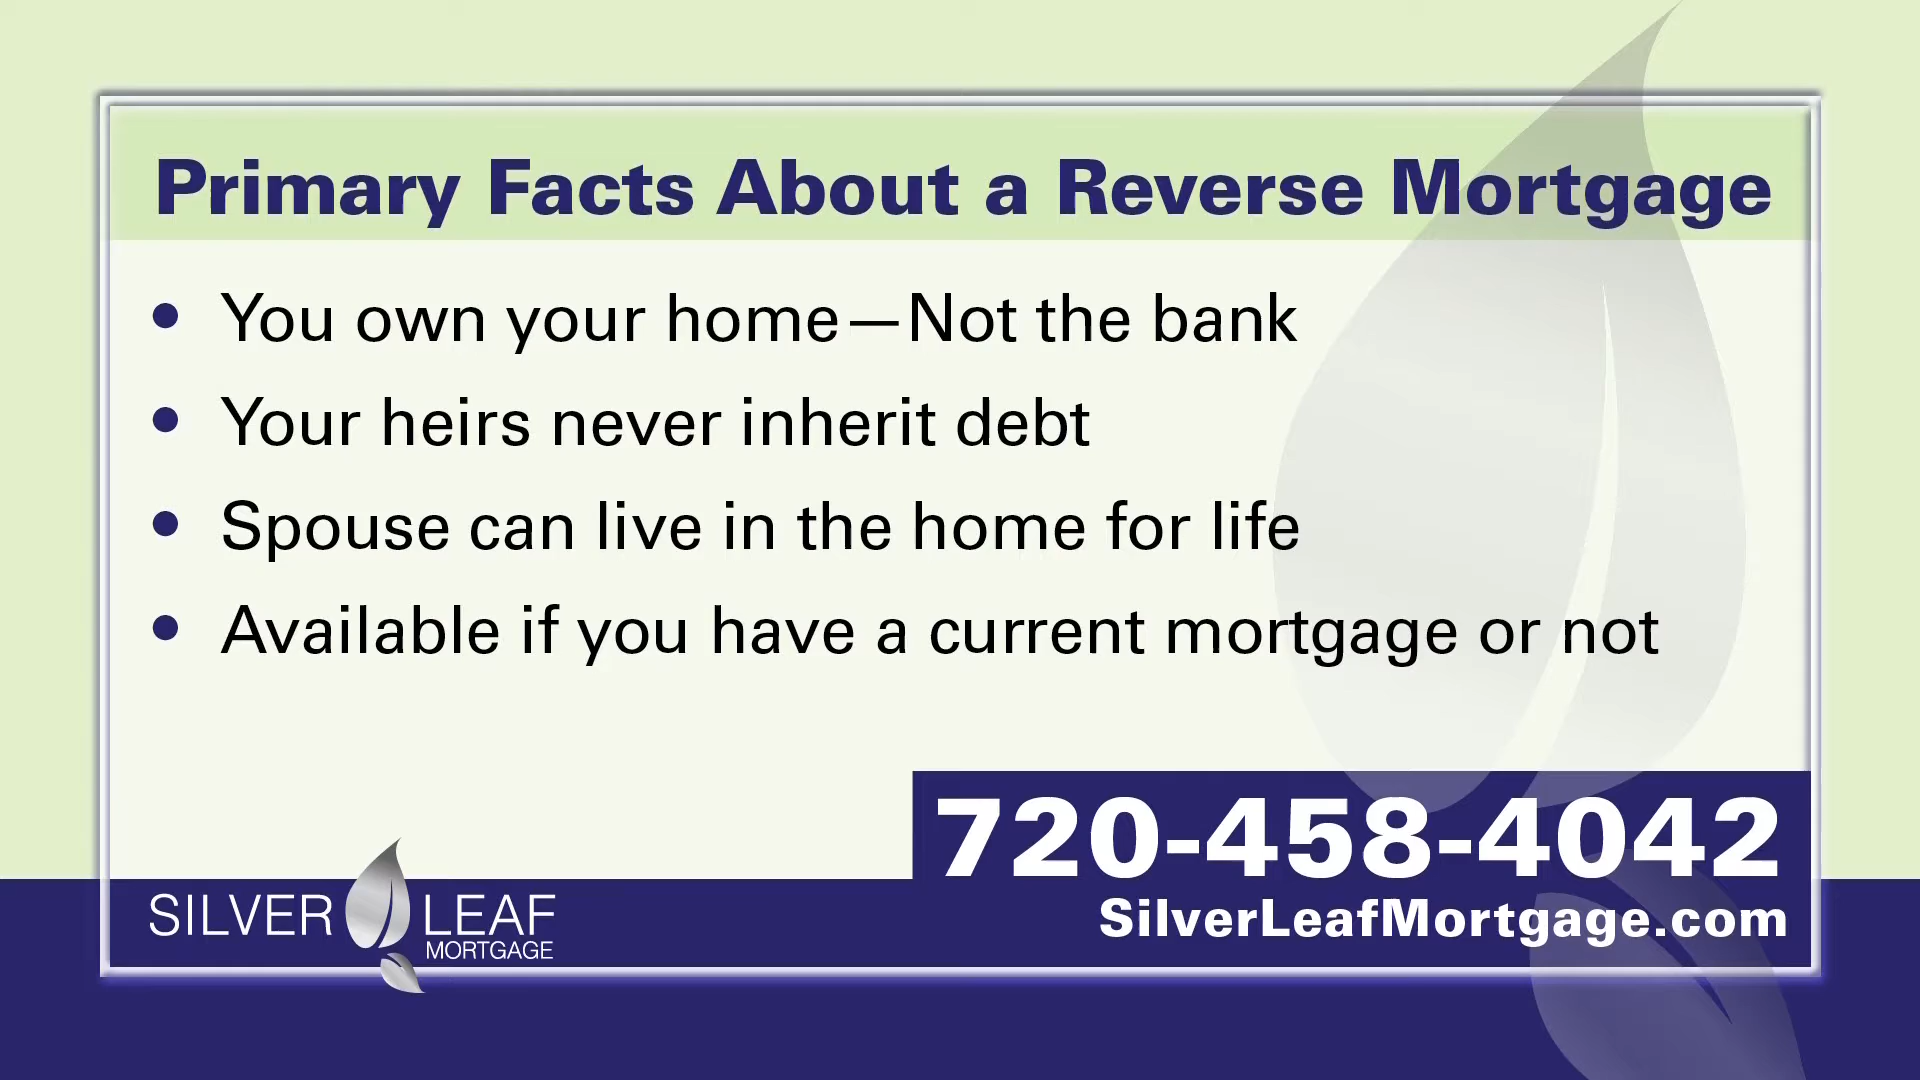 Primary Facts About a Reverse Mortgage
• You own your home—Not the bank
• Your heirs never inherit debt
• Spouse can live in the home for life
• Available if you have a current mortgage or not
720-458-4042
SilverLeafMortgage.com
SILVER LEAF
MORTGAGE